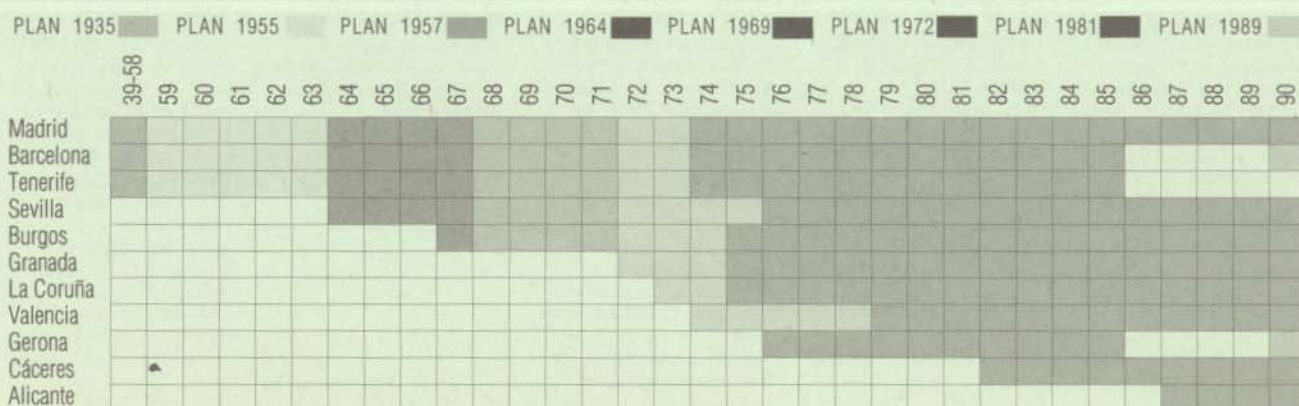 PLAN 1935 PLAN 1955 PLAN 1957 PLAN 1964 PLAN 1969 PLAN 1972 PLAN 1981 PLAN 1989
39-58 59 60 61 62 63 64 65 66 67 68 69 70 71 72 73 74 75 76 77 78 79 80 81 82 83 84 85 86 87 88 89 90
Madrid
Barcelona
Tenerife
Sevilla
Burgos
Granada
La Coruña
Valencia
Gerona
Cáceres
Alicante